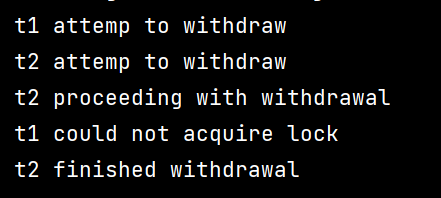 t1 attemp to withdraw
t2 attemp to withdraw
t2 proceeding with withdrawal
t1 could not acquire lock
t2 finished withdrawal